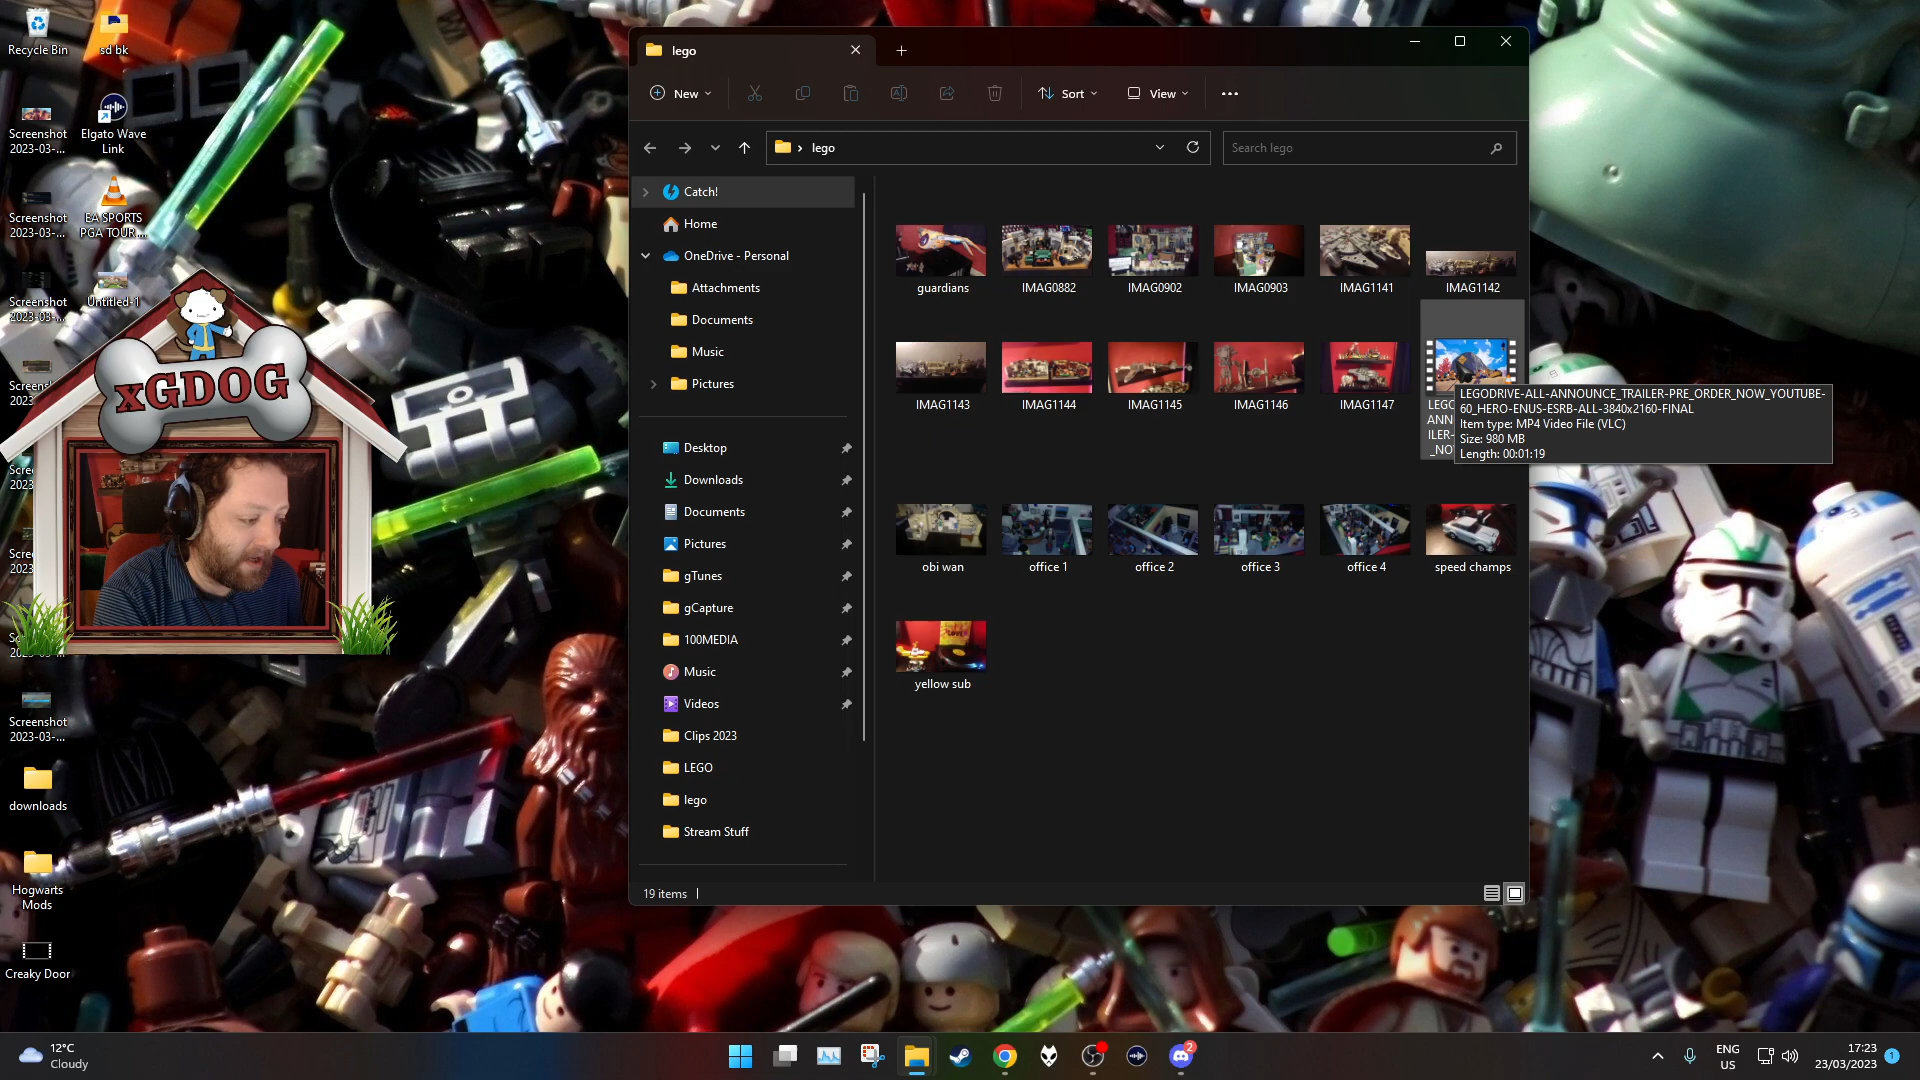 Recycle Bin
sd bk
Screenshot
2023-03-...
Elgato Wave
Link
Screenshot
2023-03-...
EA SPORTS
PGA TOUR...
Screenshot
2023-03-...
Untitled-1
xGDOG
Screenshot
2023-03-...
downloads
Hogwarts
Mods
Creaky Door
lego
New
Sort
View
lego
Search lego
Catch!
Home
OneDrive - Personal
Attachments
Documents
Music
Pictures
Desktop
Downloads
Documents
Pictures
gTunes
gCapture
100MEDIA
Music
Videos
Clips 2023
LEGO
lego
Stream Stuff
guardians
IMAG0882
IMAG0902
IMAG0903
IMAG1141
IMAG1142
IMAG1143
IMAG1144
IMAG1145
IMAG1146
IMAG1147
LEGODRIVE-ALL-ANNOUNCE_TRAILER-PRE_ORDER_NOW_YOUTUBE-
60_HERO-ENUS-ESRB-ALL-3840x2160-FINAL
Item type: MP4 Video File (VLC)
Size: 980 MB
Length: 00:01:19
obi wan
office 1
office 2
office 3
office 4
speed champs
yellow sub
19 items
12°C
Cloudy
2
ENG
US
17:23
23/03/2023
1